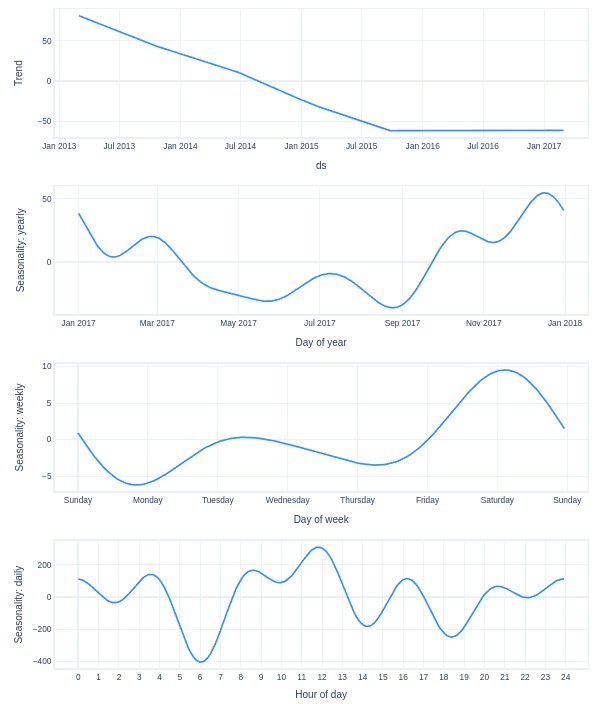 Trend
50
0
−50
Jan 2013 Jul 2013 Jan 2014 Jul 2014 Jan 2015 Jul 2015 Jan 2016 Jul 2016 Jan 2017
ds
Seasonality: yearly
50
0
Jan 2017 Mar 2017 May 2017 Jul 2017 Sep 2017 Nov 2017 Jan 2018
Day of year
Seasonality: weekly
10
5
0
−5
Sunday Monday Tuesday Wednesday Thursday Friday Saturday Sunday
Day of week
Seasonality: daily
200
0
−200
−400
0 1 2 3 4 5 6 7 8 9 10 11 12 13 14 15 16 17 18 19 20 21 22 23 24
Hour of day